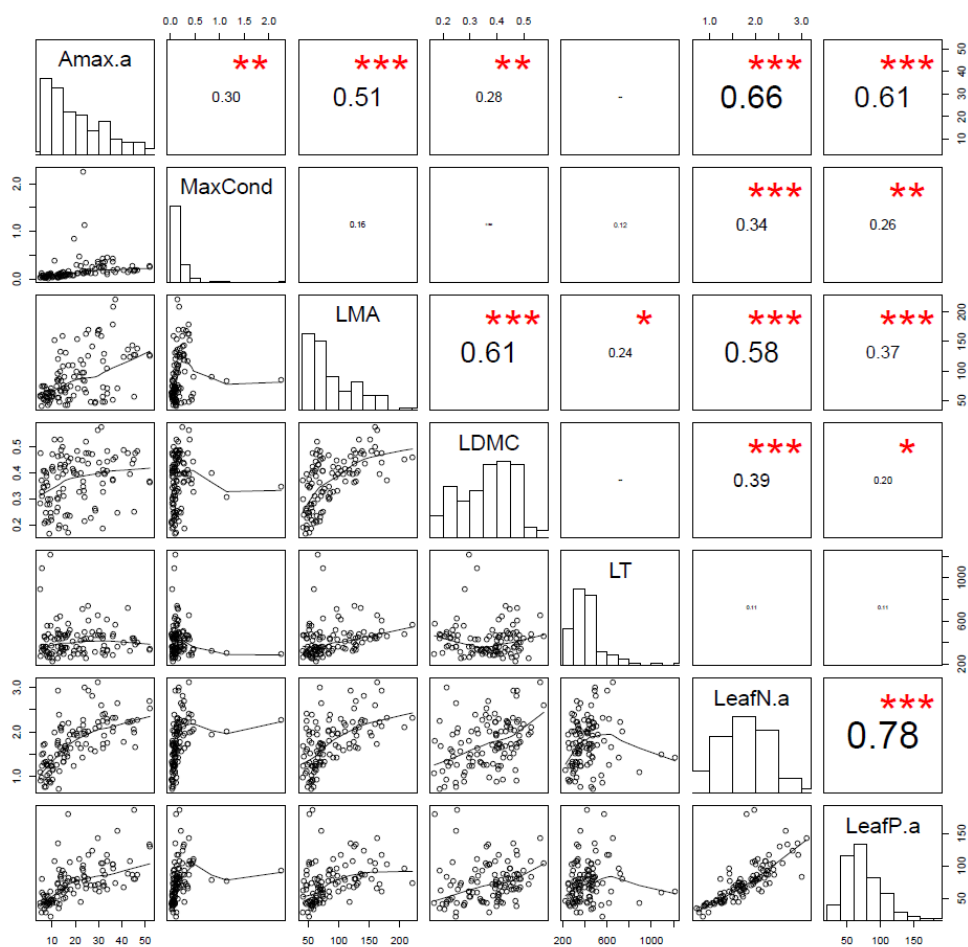 0.0 0.5 1.0 1.5 2.0 0.2 0.3 0.4 0.5 1.0 2.0 3.0
Amax.a ** 0.30 *** 0.51 ** 0.28 - *** 0.66 *** 0.61 10 20 30 40 50
0.0 1.0 2.0 MaxCond 0.16 0.12 *** 0.34 ** 0.26
LMA *** 0.61 * 0.24 *** 0.58 *** 0.37 50 100 150 200
0.2 0.3 0.4 0.5 LDMC - *** 0.39 * 0.20
LT 0.11 0.11 200 600 1000
1.0 2.0 3.0 LeafN.a *** 0.78
LeafP.a 50 100 150
10 20 30 40 50 50 100 150 200 200 600 1000 50 100 150